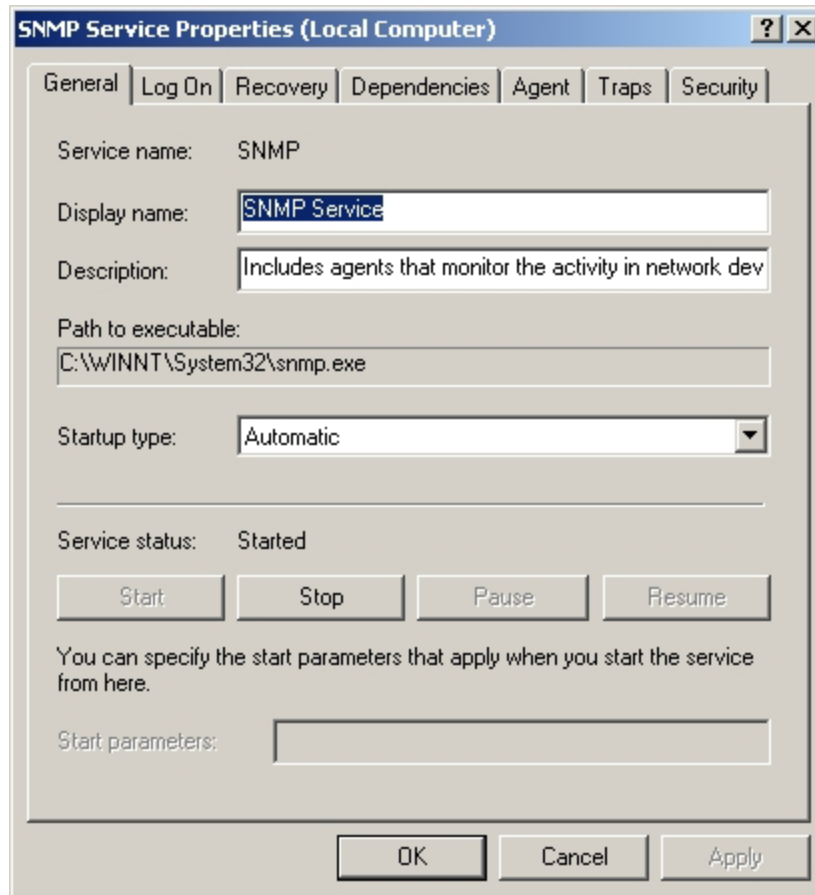 SNMP Service Properties (Local Computer)
General Log On Recovery Dependencies Agent Traps Security
Service name: SNMP
Display name: SNMP Service
Description: Includes agents that monitor the activity in network dev
Path to executable:
C:\WINNT\System32\snmp.exe
Startup type: Automatic
Service status: Started
Start Stop Pause Resume
You can specify the start parameters that apply when you start the service
from here.
Start parameters:
OK Cancel Apply